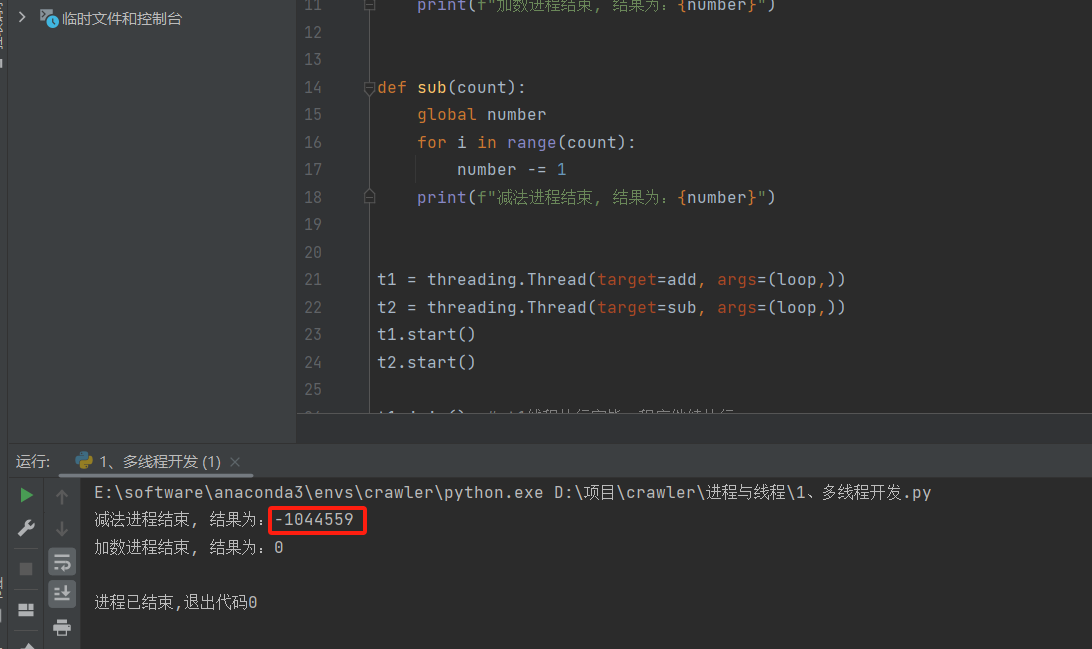 临时文件和控制台
11 print(f"加数进程结束, 结果为：{number}")
12
13
14 def sub(count):
15 global number
16 for i in range(count):
17 number -= 1
18 print(f"减法进程结束, 结果为：{number}")
19
20
21 t1 = threading.Thread(target=add, args=(loop,))
22 t2 = threading.Thread(target=sub, args=(loop,))
23 t1.start()
24 t2.start()
25
运行: 1、多线程开发 (1)
E:\software\anaconda3\envs\crawler\python.exe D:\项目\crawler\进程与线程\1、多线程开发.py
减法进程结束, 结果为：-1044559
加数进程结束, 结果为：0
进程已结束,退出代码0